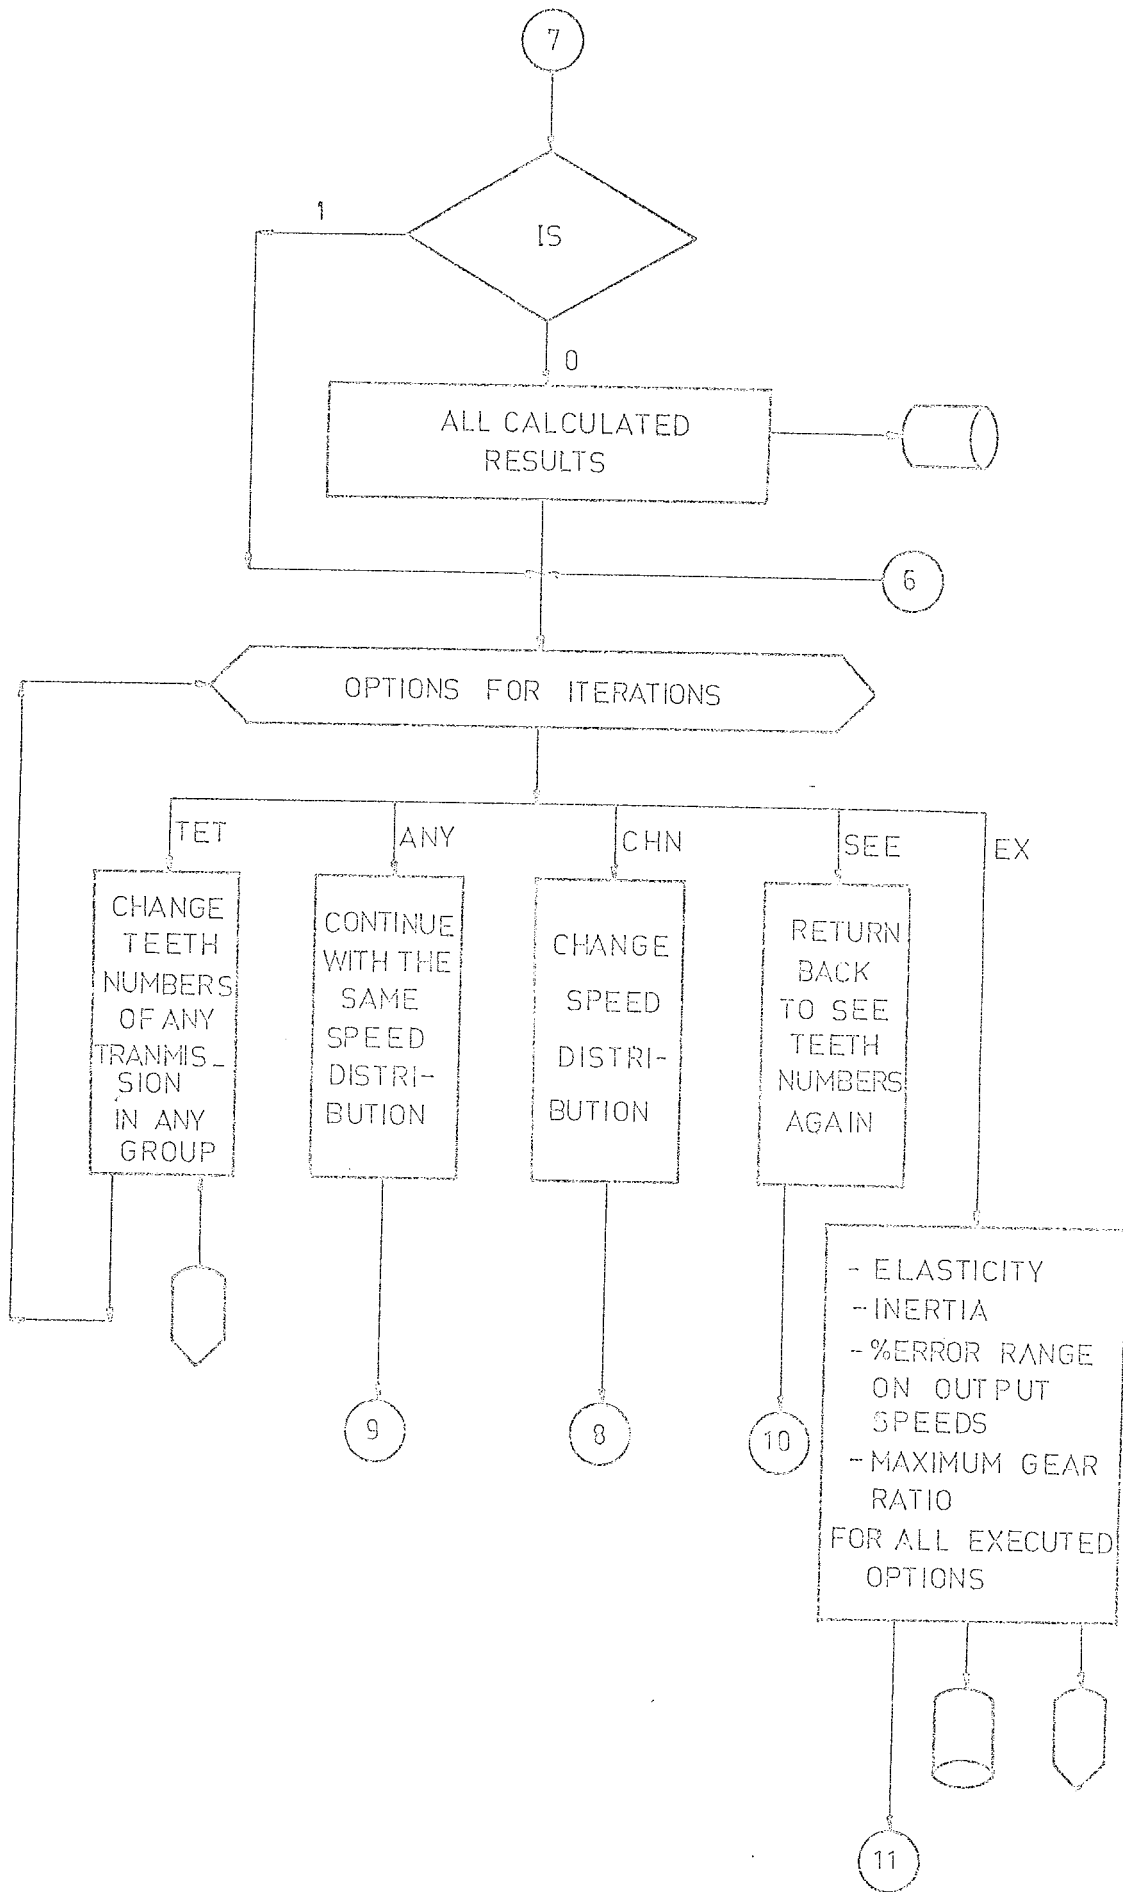 7
1
IS
0
ALL CALCULATED
RESULTS
6
OPTIONS FOR ITERATIONS
TET
ANY
CHN
SEE
EX
CHANGE
TEETH
NUMBERS
OF ANY
TRANMIS_
SION
IN ANY
GROUP
CONTINUE
WITH THE
SAME
SPEED
DISTRI-
BUTION
CHANGE
SPEED
DISTRI-
BUTION
RETURN
BACK
TO SEE
TEETH
NUMBERS
AGAIN
- ELASTICITY
- INERTIA
- %ERROR RANGE
ON OUTPUT
SPEEDS
- MAXIMUM GEAR
RATIO
FOR ALL EXECUTED
OPTIONS
9
8
10
11